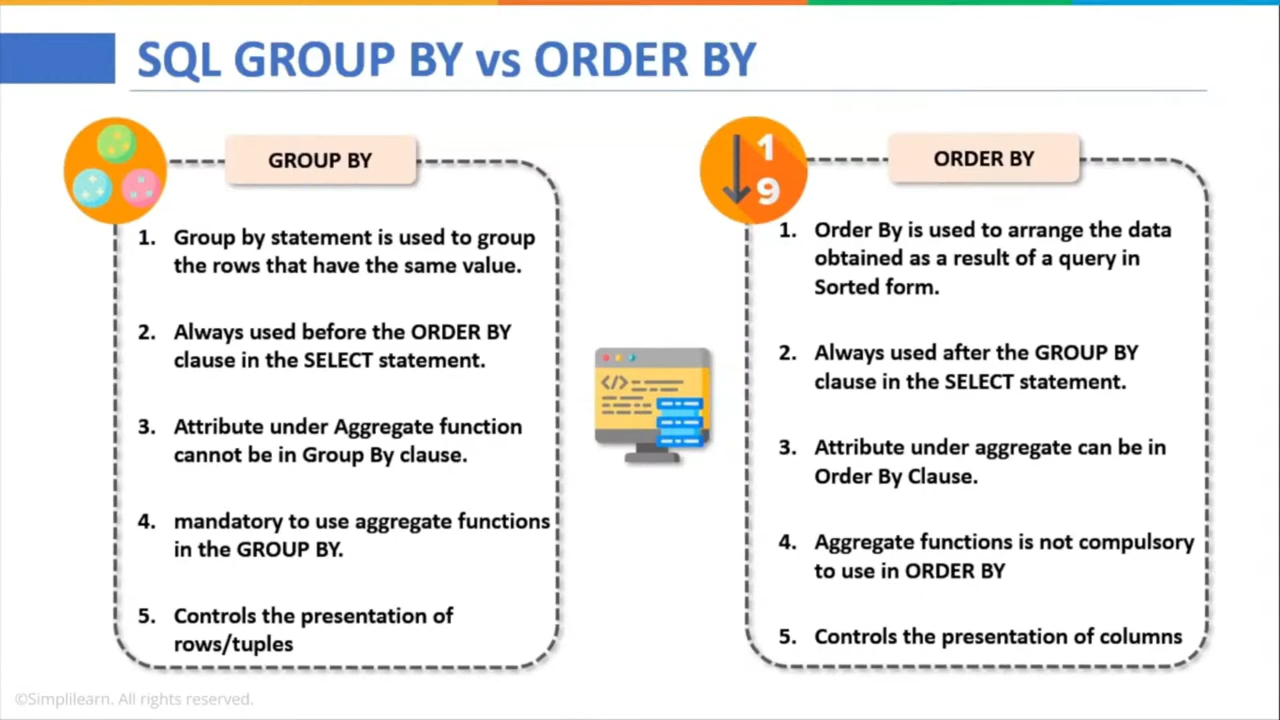 SQL GROUP BY vs ORDER BY
GROUP BY
1. Group by statement is used to group
the rows that have the same value.
2. Always used before the ORDER BY
clause in the SELECT statement.
3. Attribute under Aggregate function
cannot be in Group By clause.
4. mandatory to use aggregate functions
in the GROUP BY.
5. Controls the presentation of
rows/tuples
</>
1
9
ORDER BY
1. Order By is used to arrange the data
obtained as a result of a query in
Sorted form.
2. Always used after the GROUP BY
clause in the SELECT statement.
3. Attribute under aggregate can be in
Order By Clause.
4. Aggregate functions is not compulsory
to use in ORDER BY
5. Controls the presentation of columns
©Simplilearn. All rights reserved.